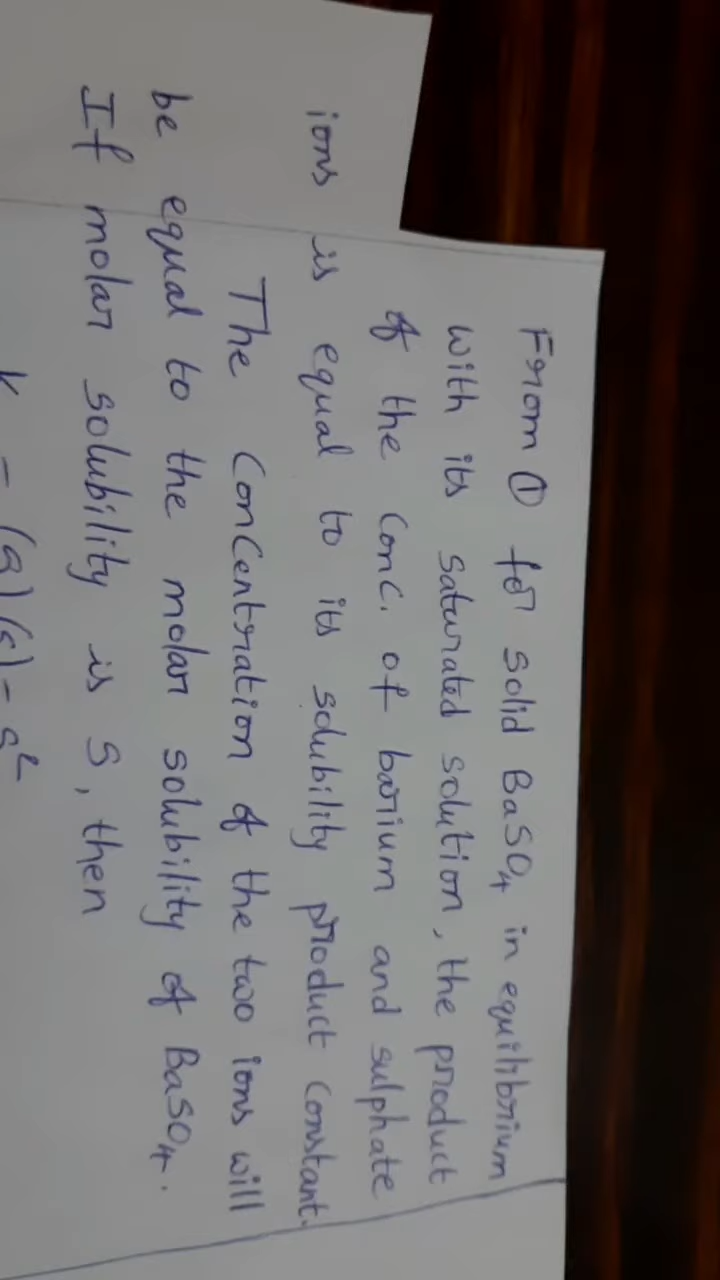 From ① for solid BaSO4 in equilibrium
with its saturated solution, the product
of the conc. of barium and sulphate
ions is equal to its solubility product constant.
The concentration of the two ions will
be equal to the molar solubility of BaSO4.
If molar solubility is S, then
K = (s) (s) = s²